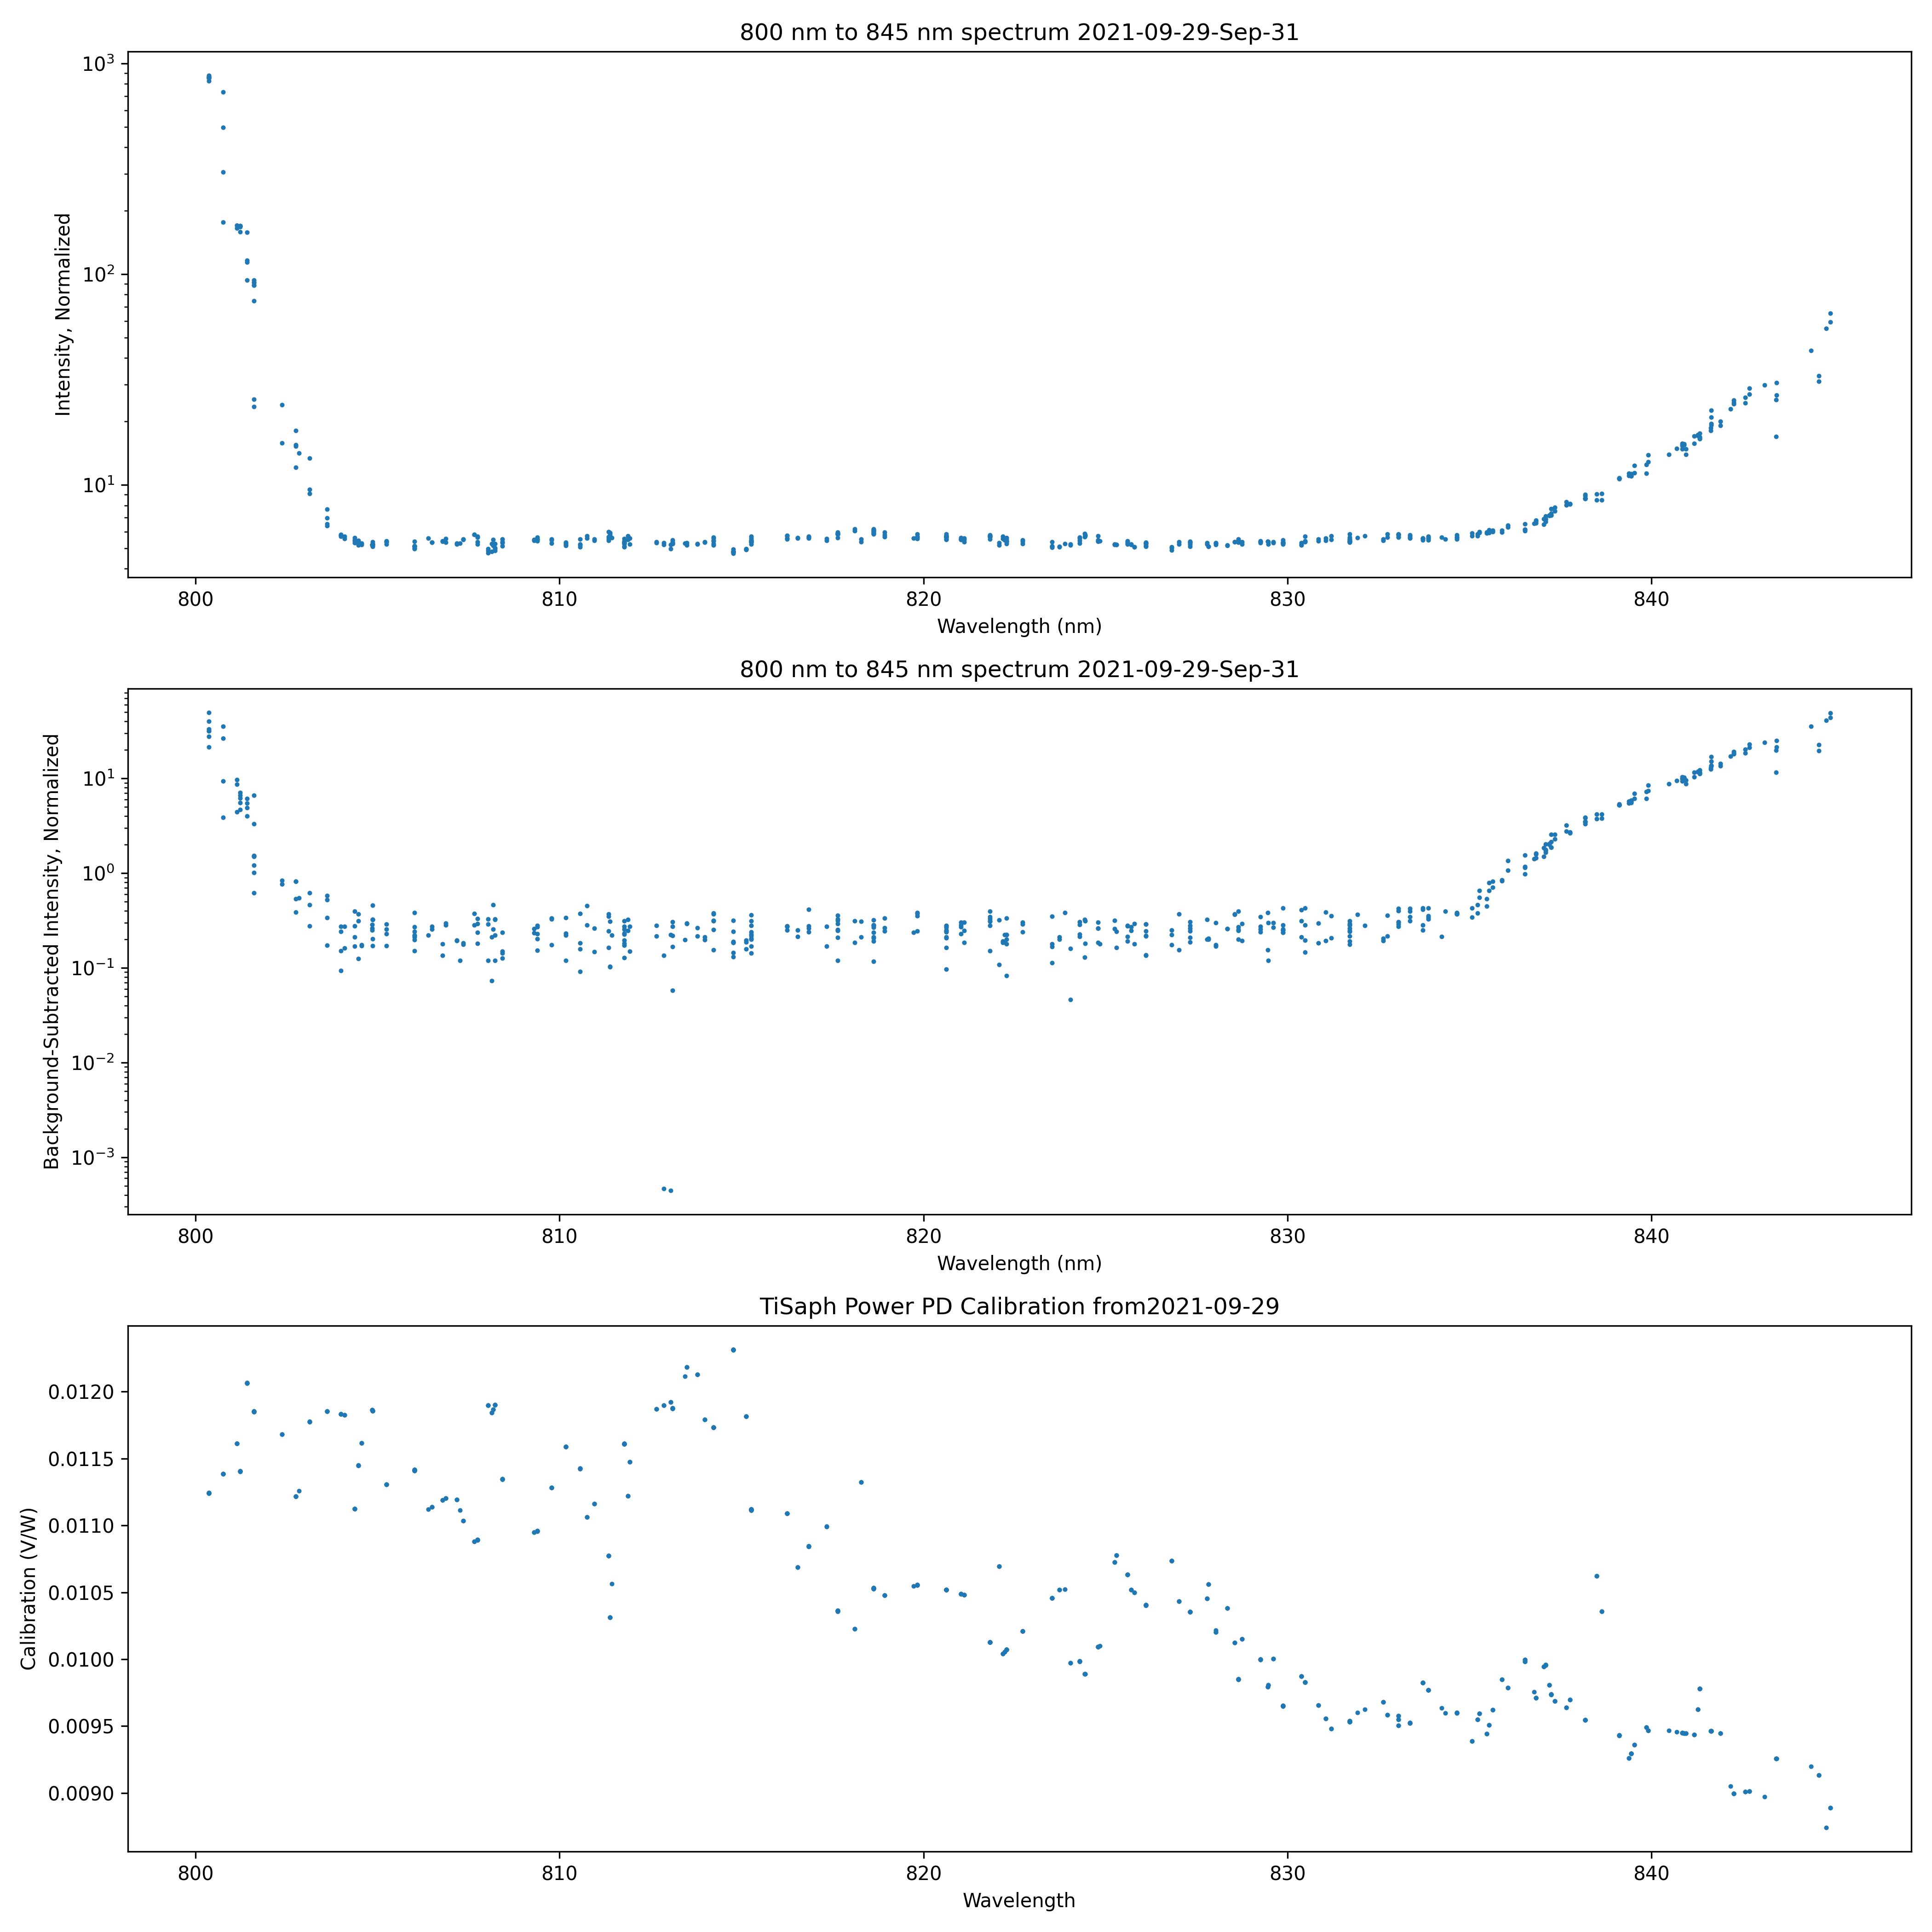 800 nm to 845 nm spectrum 2021-09-29-Sep-31
Intensity, Normalized
10³
10²
10¹
800 810 820 830 840
Wavelength (nm)
800 nm to 845 nm spectrum 2021-09-29-Sep-31
Background-Subtracted Intensity, Normalized
10¹
10⁰
10⁻¹
10⁻²
10⁻³
800 810 820 830 840
Wavelength (nm)
TiSaph Power PD Calibration from2021-09-29
Calibration (V/W)
0.0120
0.0115
0.0110
0.0105
0.0100
0.0095
0.0090
800 810 820 830 840
Wavelength